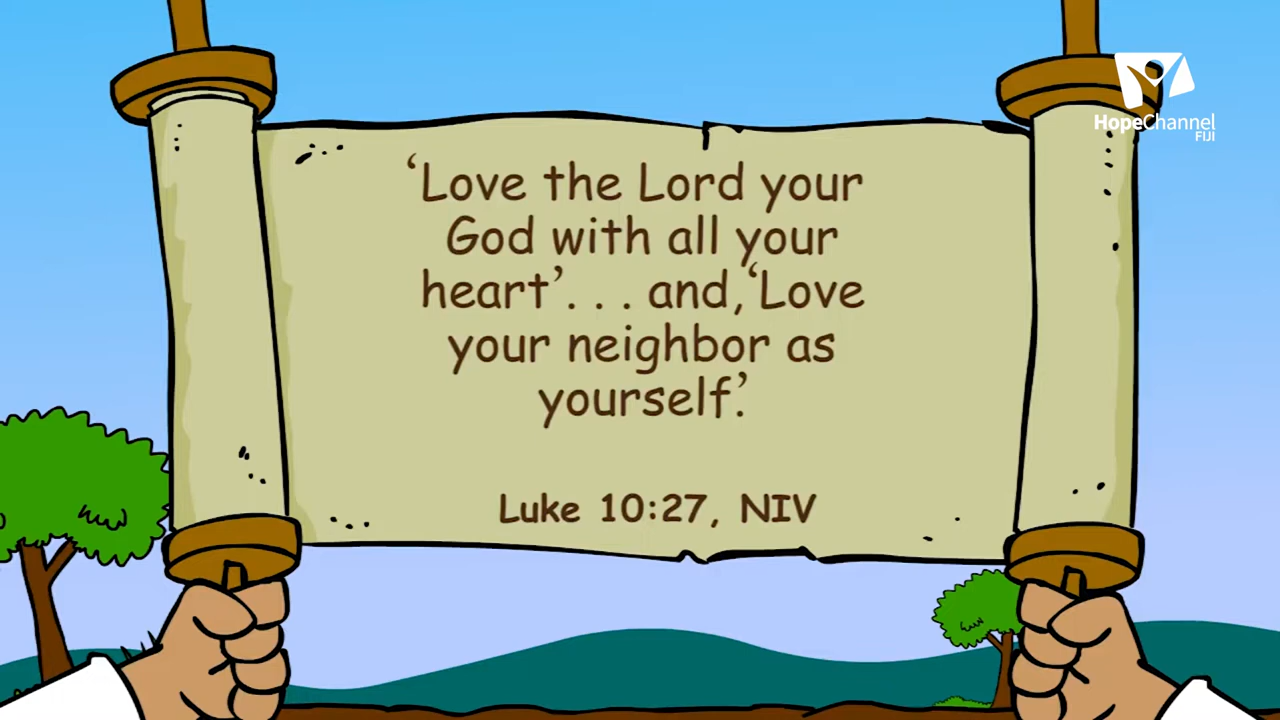 ‘Love the Lord your
God with all your
heart’. . . and,‘Love
your neighbor as
yourself.’
Luke 10:27, NIV
HopeChannel
FIJI